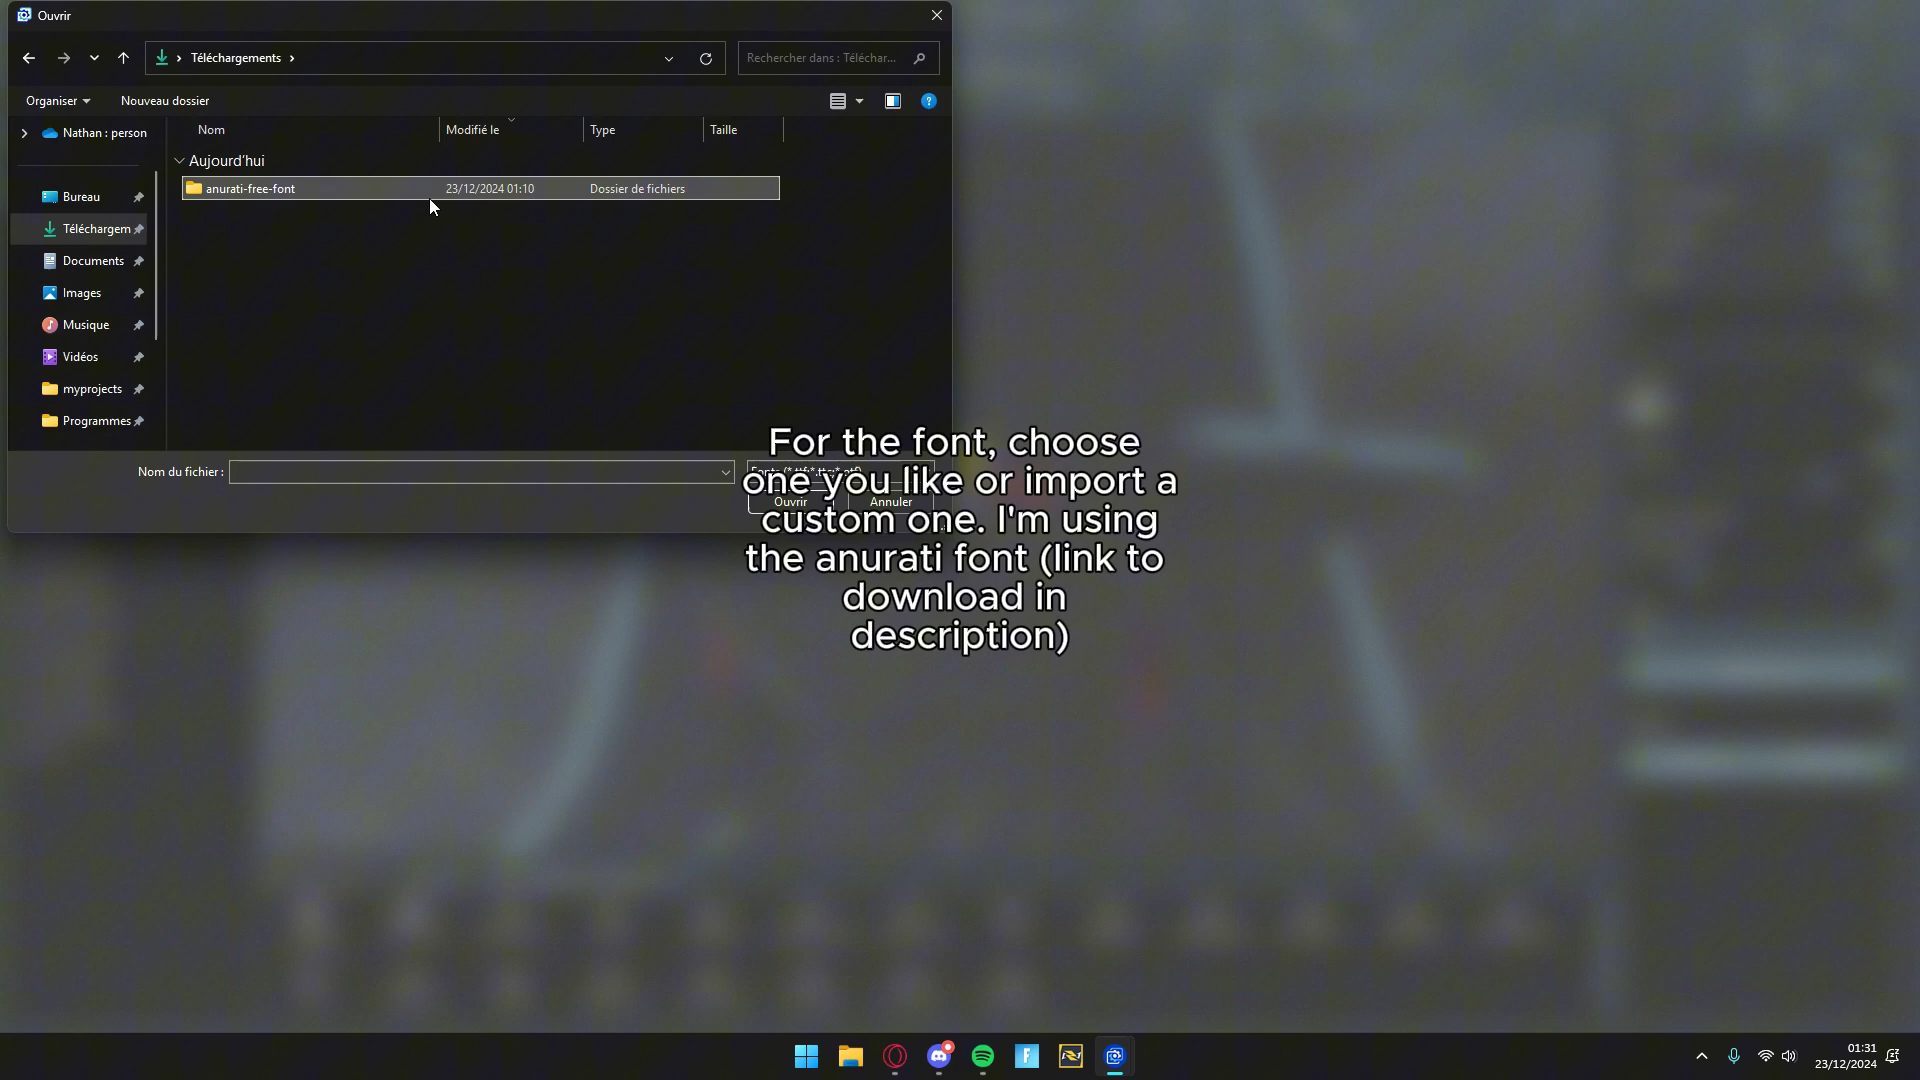 Ouvrir
Téléchargements
Rechercher dans : Téléchar...
Organiser
Nouveau dossier
Nathan : person
Nom
Modifié le
Type
Taille
Aujourd'hui
anurati-free-font
23/12/2024 01:10
Dossier de fichiers
Bureau
Téléchargem
Documents
Images
Musique
Vidéos
myprojects
Programmes
Nom du fichier :
Ouvrir
Annuler
For the font, choose
one you like or import a
custom one. I'm using
the anurati font (link to
download in
description)
01:31
23/12/2024